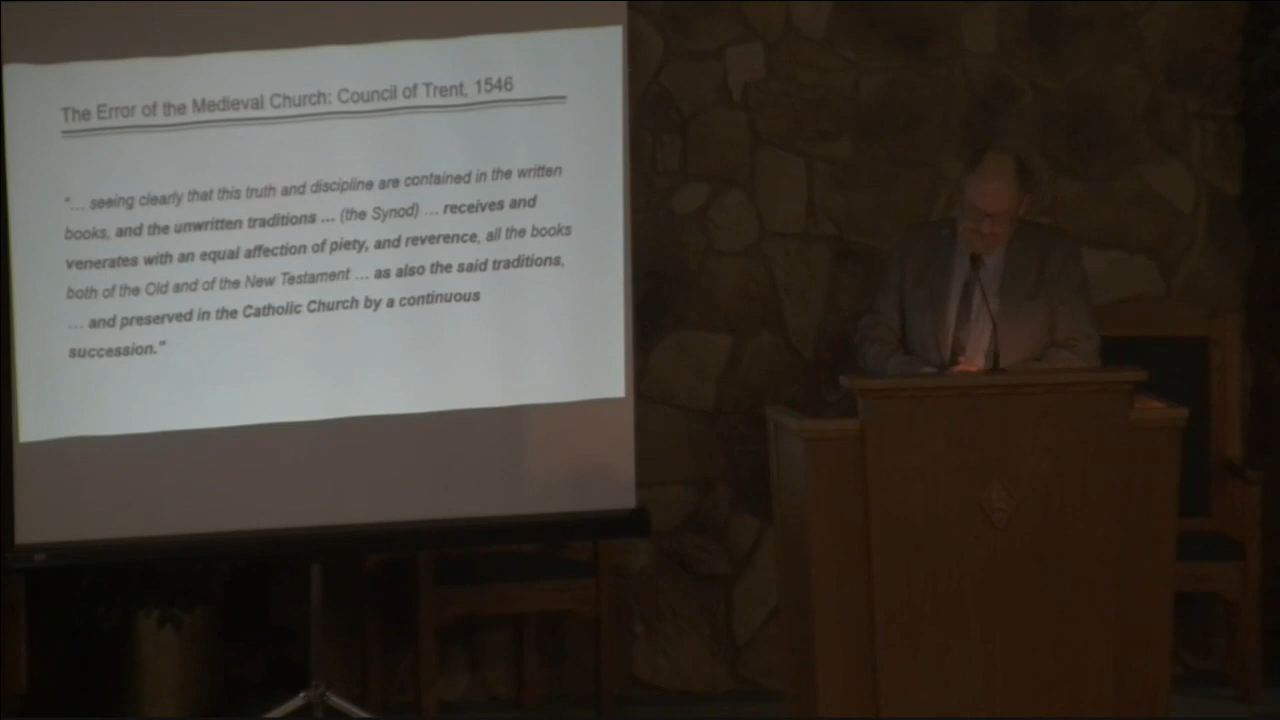 The Error of the Medieval Church: Council of Trent, 1546
"... seeing clearly that this truth and discipline are contained in the written
books, and the unwritten traditions ... (the Synod) ... receives and
venerates with an equal affection of piety, and reverence, all the books
both of the Old and of the New Testament ... as also the said traditions,
... and preserved in the Catholic Church by a continuous
succession."